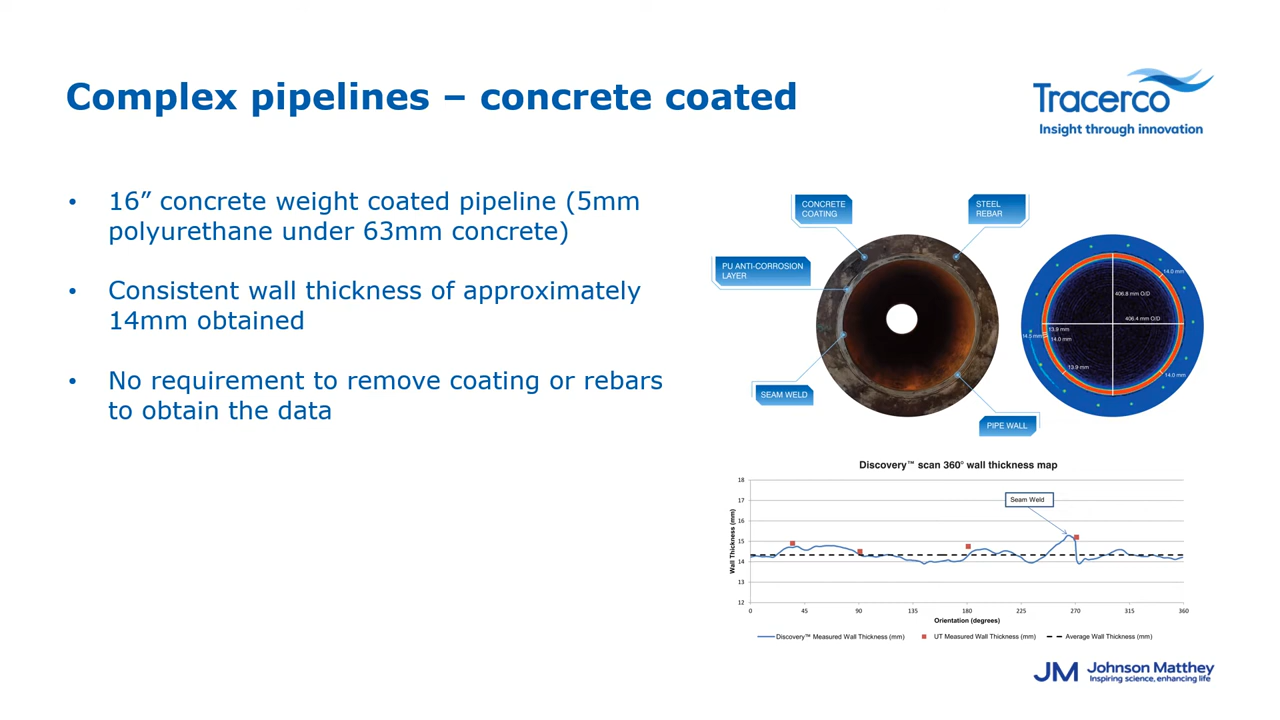 Complex pipelines – concrete coated
Tracerco
Insight through innovation
• 16” concrete weight coated pipeline (5mm
polyurethane under 63mm concrete)
• Consistent wall thickness of approximately
14mm obtained
• No requirement to remove coating or rebars
to obtain the data
CONCRETE
COATING
STEEL
REBAR
PU ANTI-CORROSION
LAYER
SEAM WELD
PIPE WALL
14.0 mm
406.8 mm O/D
406.4 mm O/D
13.9 mm
14.5 mm
14.0 mm
13.9 mm
14.0 mm
Discovery™ scan 360° wall thickness map
Wall Thickness (mm)
18
17
16
15
14
13
12
Seam Weld
0 45 90 135 180 225 270 315 360
Orientation (degrees)
Discovery™ Measured Wall Thickness (mm) UT Measured Wall Thickness (mm) Average Wall Thickness (mm)
JM Johnson Matthey
Inspiring science, enhancing life